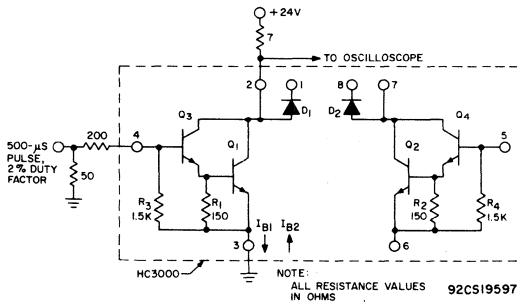 +24V
7
TO OSCILLOSCOPE
2
1
8
7
D1
D2
Q3
Q4
200
4
Q1
Q2
5
500-μS
PULSE,
2% DUTY
FACTOR
50
R3
1.5K
R1
150
IB1
IB2
R2
150
R4
1.5K
3
6
HC3000
NOTE:
ALL RESISTANCE VALUES
IN OHMS
92CS19597